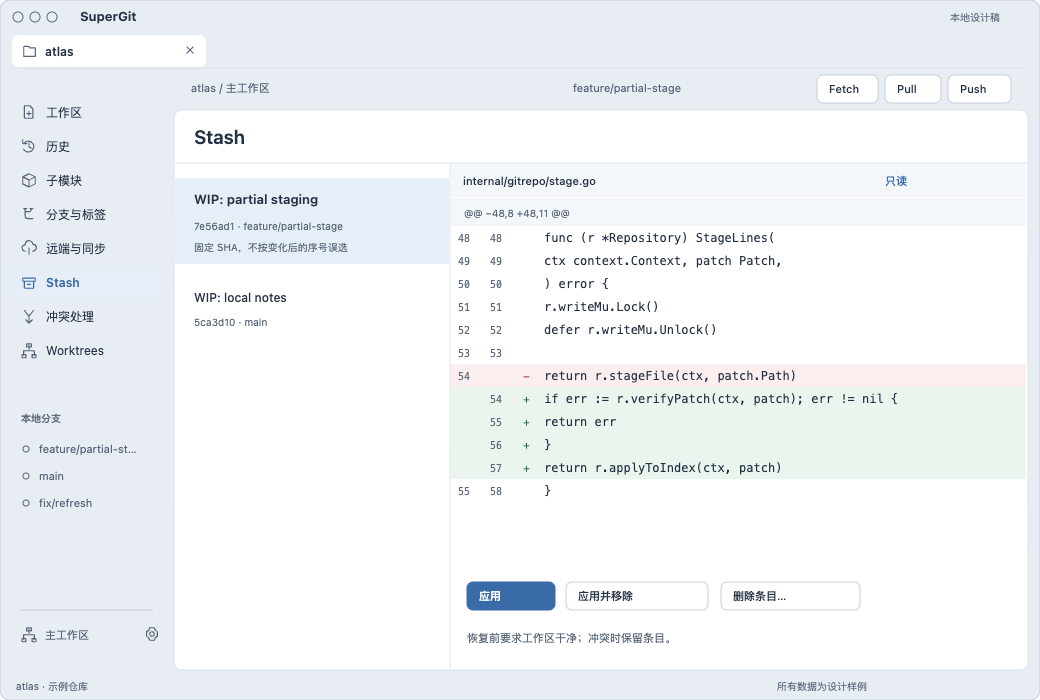 SuperGit
本地设计稿
atlas ×
atlas / 主工作区
feature/partial-stage
Fetch
Pull
Push
工作区
历史
子模块
分支与标签
远端与同步
Stash
冲突处理
Worktrees
本地分支
feature/partial-st...
main
fix/refresh
主工作区
Stash
WIP: partial staging
7e56ad1 · feature/partial-stage
固定 SHA，不按变化后的序号误选
WIP: local notes
5ca3d10 · main
internal/gitrepo/stage.go
只读
@@ −48,8 +48,11 @@
48 48 func (r *Repository) StageLines(
49 49 ctx context.Context, patch Patch,
50 50 ) error {
51 51 r.writeMu.Lock()
52 52 defer r.writeMu.Unlock()
53 53
54 − return r.stageFile(ctx, patch.Path)
54 + if err := r.verifyPatch(ctx, patch); err != nil {
55 + return err
56 + }
57 + return r.applyToIndex(ctx, patch)
55 58 }
应用
应用并移除
删除条目...
恢复前要求工作区干净；冲突时保留条目。
atlas · 示例仓库
所有数据为设计样例